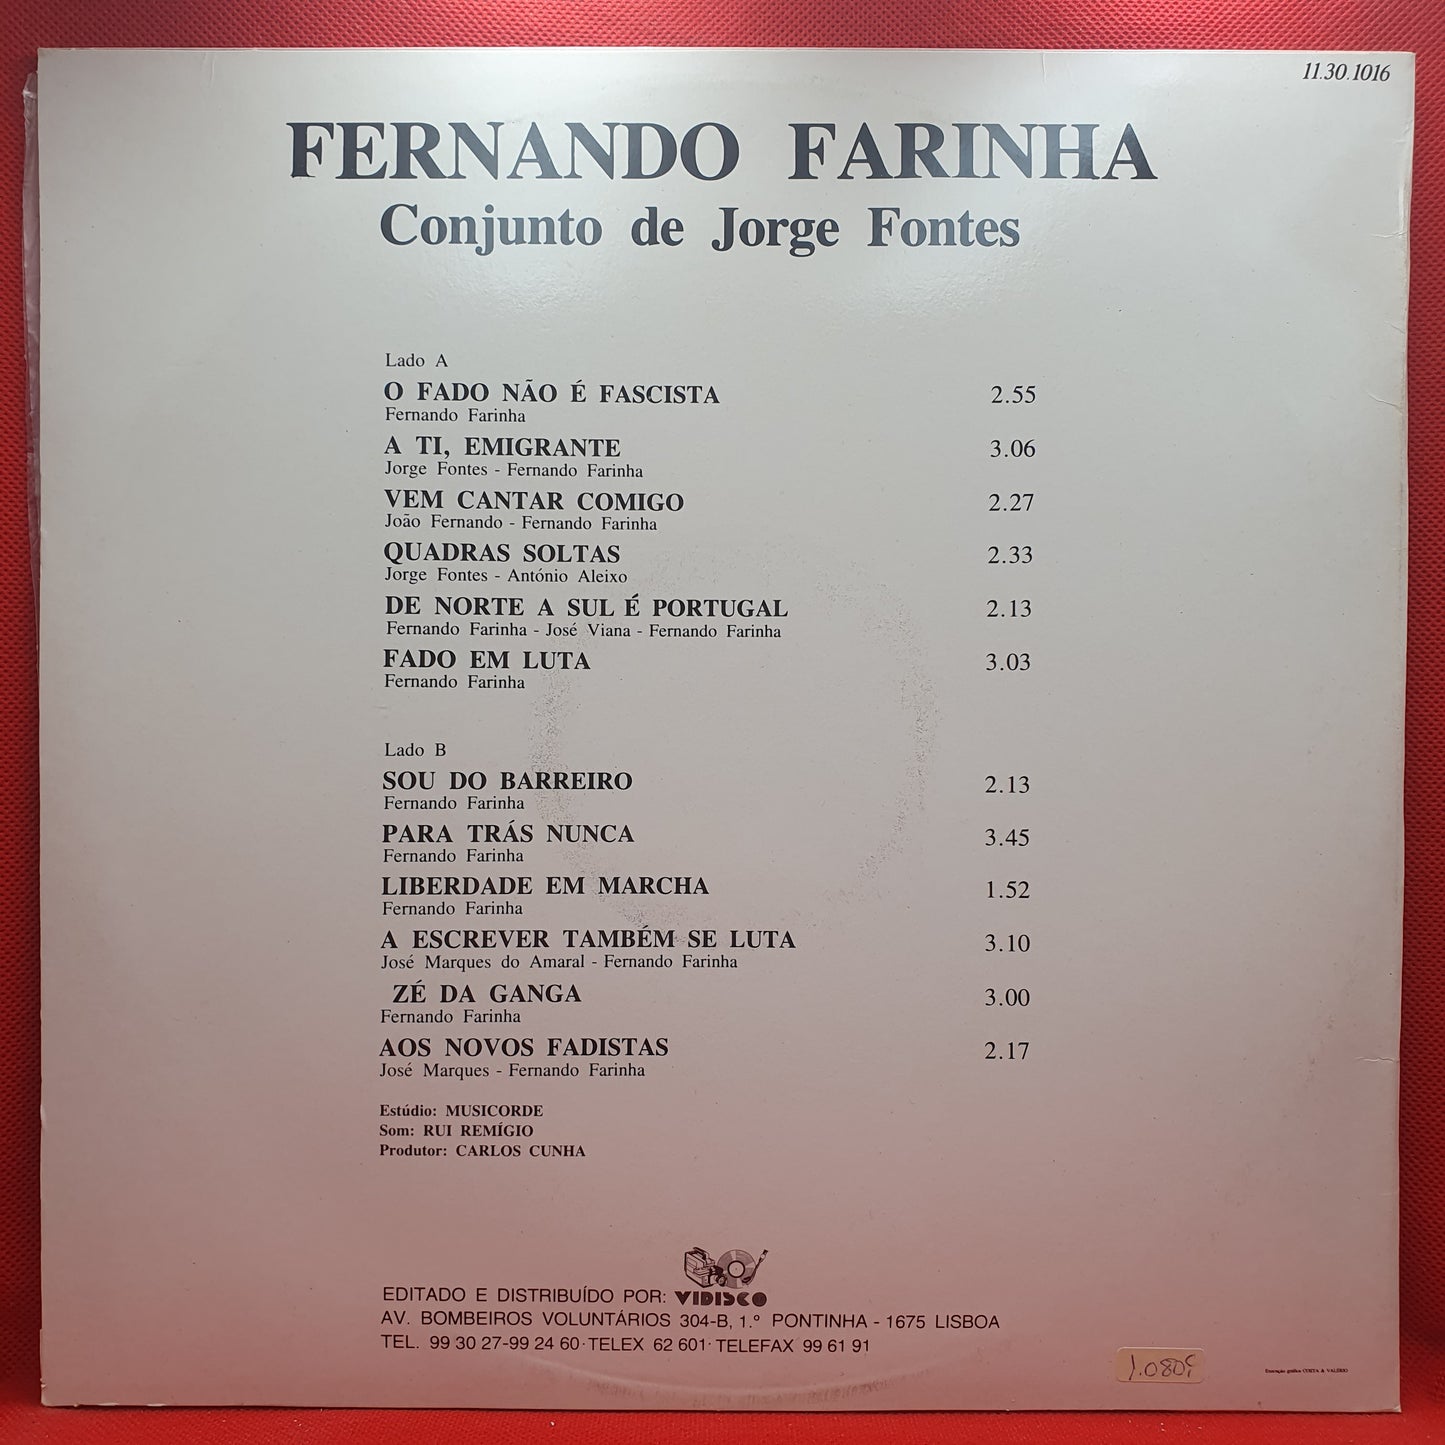 11.30.1016
FERNANDO FARINHA
Conjunto de Jorge Fontes
Lado A
O FADO NÃO É FASCISTA 2.55
Fernando Farinha
A TI, EMIGRANTE 3.06
Jorge Fontes - Fernando Farinha
VEM CANTAR COMIGO 2.27
João Fernando - Fernando Farinha
QUADRAS SOLTAS 2.33
Jorge Fontes - António Aleixo
DE NORTE A SUL É PORTUGAL 2.13
Fernando Farinha - José Viana - Fernando Farinha
FADO EM LUTA 3.03
Fernando Farinha
Lado B
SOU DO BARREIRO 2.13
Fernando Farinha
PARA TRÁS NUNCA 3.45
Fernando Farinha
LIBERDADE EM MARCHA 1.52
Fernando Farinha
A ESCREVER TAMBÉM SE LUTA 3.10
José Marques do Amaral - Fernando Farinha
ZÉ DA GANGA 3.00
Fernando Farinha
AOS NOVOS FADISTAS 2.17
José Marques - Fernando Farinha
Estúdio: MUSICORDE
Som: RUI REMÍGIO
Produtor: CARLOS CUNHA
EDITADO E DISTRIBUÍDO POR: VIDISCO
AV. BOMBEIROS VOLUNTÁRIOS 304-B, 1.º PONTINHA - 1675 LISBOA
TEL. 99 30 27-99 24 60 · TELEX 62 601 · TELEFAX 99 61 91
Execução gráfica COSTA & VALÉRIO